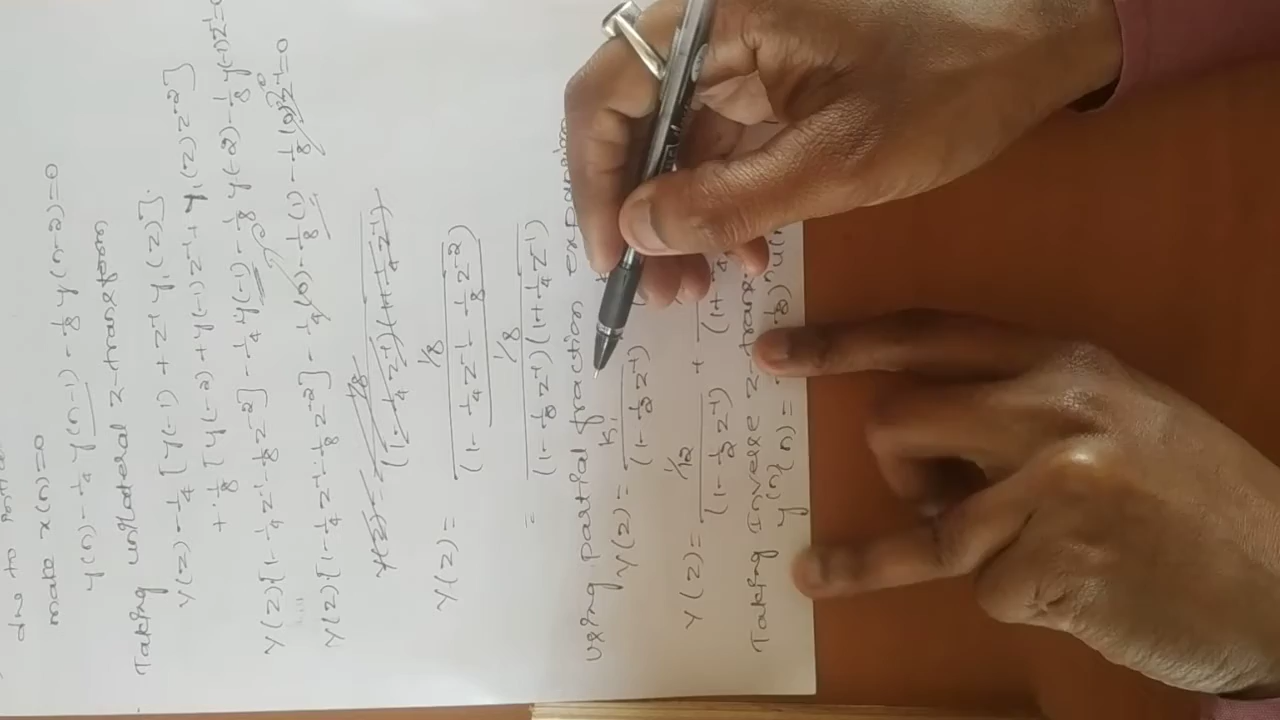 due to
make x(n)=0
y(n) - 1/4 y(n-1) - 1/8 y(n-2) = 0
Taking unilateral z-transform
Y(z) - 1/4 [y(-1) + z⁻¹ Y₁(z)].
+ 1/8 [y(-2) + y(-1)z⁻¹ + Y₁(z) z⁻²]
Y(z)[1 - 1/4 z⁻¹ - 1/8 z⁻²] - 1/4 y(-1) - 1/8 y(-2) - 1/8 y(-1)z⁻¹=0
Y(z)[1 - 1/4 z⁻¹ - 1/8 z⁻²] - 1/4(0) - 1/8(1) - 1/8(0)z⁻¹=0
Y(z) = 1/8 / (1 - 1/4 z⁻¹ - 1/8 z⁻²)
= 1/8 / (1 - 1/2 z⁻¹)(1 + 1/4 z⁻¹)
using partial fraction expansion
Y(z) = K₁ / (1 - 1/2 z⁻¹)
Y(z) = 1/12 / (1 - 1/2 z⁻¹) + / (1+
Taking Inverse z-trans
y(n) =